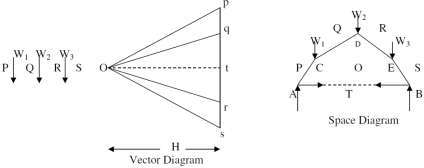 W1 W2 W3
P Q R S
p
q
O t
r
s
H
Vector Diagram
W2
Q R
W1 D W3
P C O E S
A T B
Space Diagram